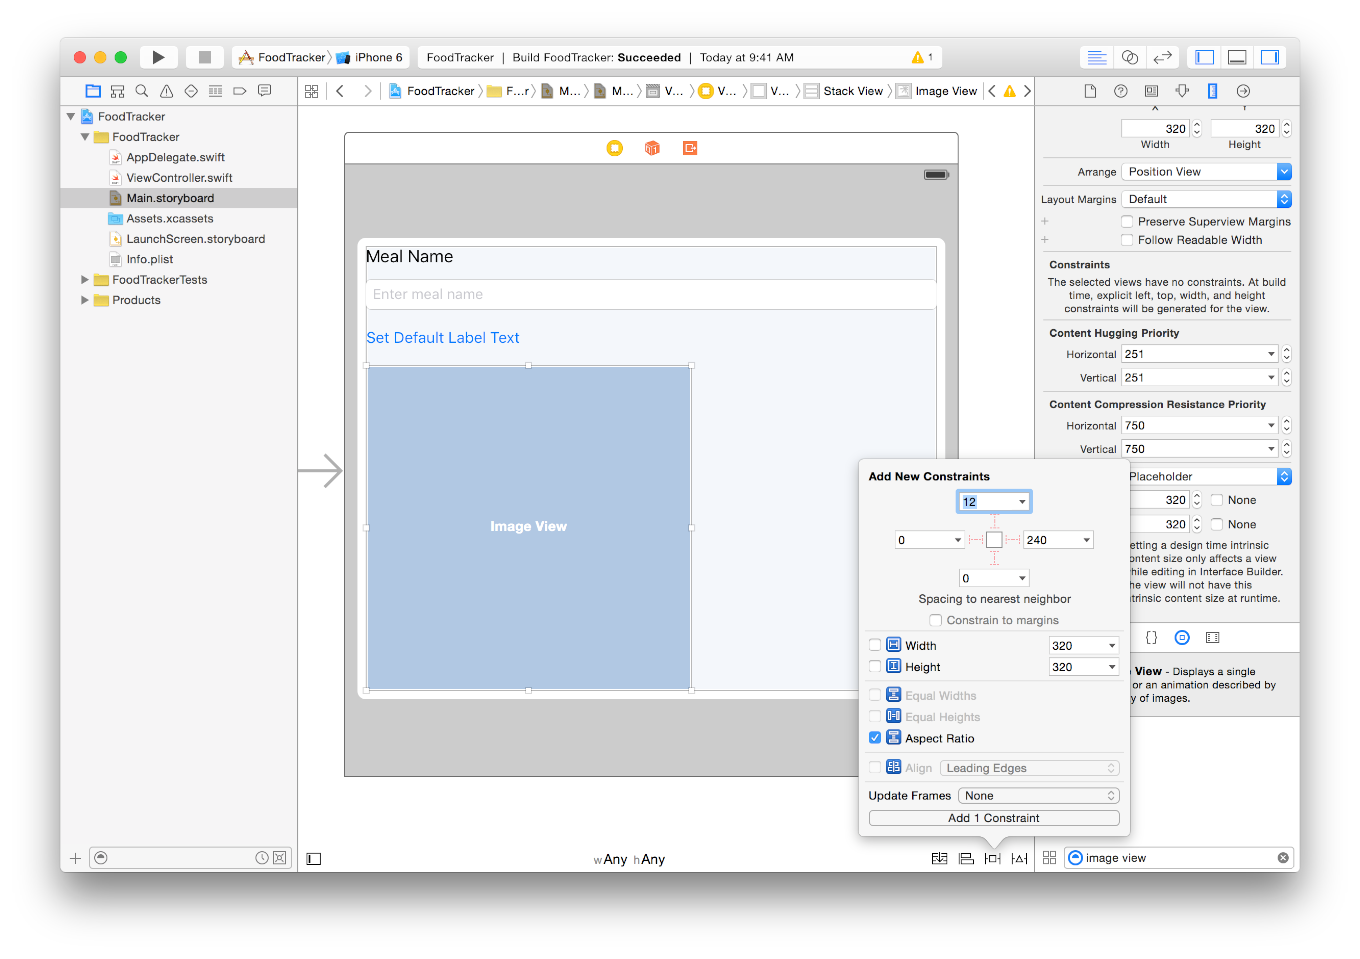 FoodTracker iPhone 6 FoodTracker | Build FoodTracker: Succeeded | Today at 9:41 AM 1
FoodTracker F...r M... M... V... V... V... Stack View Image View
FoodTracker
FoodTracker
AppDelegate.swift
ViewController.swift
Main.storyboard
Assets.xcassets
LaunchScreen.storyboard
Info.plist
FoodTrackerTests
Products
Meal Name
Enter meal name
Set Default Label Text
Image View
wAny hAny
X Y
320 320
Width Height
Arrange Position View
Layout Margins Default
Preserve Superview Margins
Follow Readable Width
Constraints
The selected views have no constraints. At build
time, explicit left, top, width, and height
constraints will be generated for the view.
Content Hugging Priority
Horizontal 251
Vertical 251
Content Compression Resistance Priority
Horizontal 750
Vertical 750
Placeholder
320 None
320 None
etting a design time intrinsic
ontent size only affects a view
hile editing in Interface Builder.
he view will not have this
trinsic content size at runtime.
{}
View - Displays a single
or an animation described by
y of images.
image view
Add New Constraints
12
0 240
0
Spacing to nearest neighbor
Constrain to margins
Width 320
Height 320
Equal Widths
Equal Heights
Aspect Ratio
Align Leading Edges
Update Frames None
Add 1 Constraint